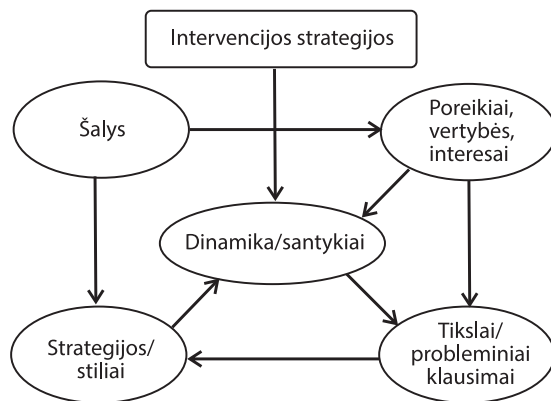 Intervencijos strategijos
Šalys
Poreikiai,
vertybės,
interesai
Dinamika/santykiai
Strategijos/
stiliai
Tikslai/
probleminiai
klausimai